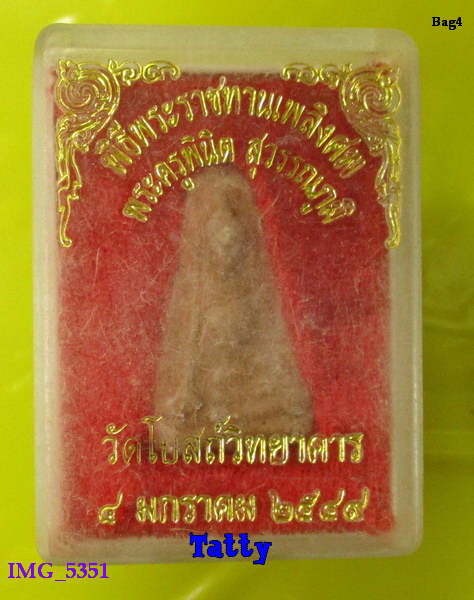 Bag4
พิธีพระราชทานเพลิงศพ
พระครูพินิต สุวรรณภูมิ
วัดโบสถ์วิทยาคาร
๔ มกราคม ๒๕๔๙
Tatty
IMG_5351